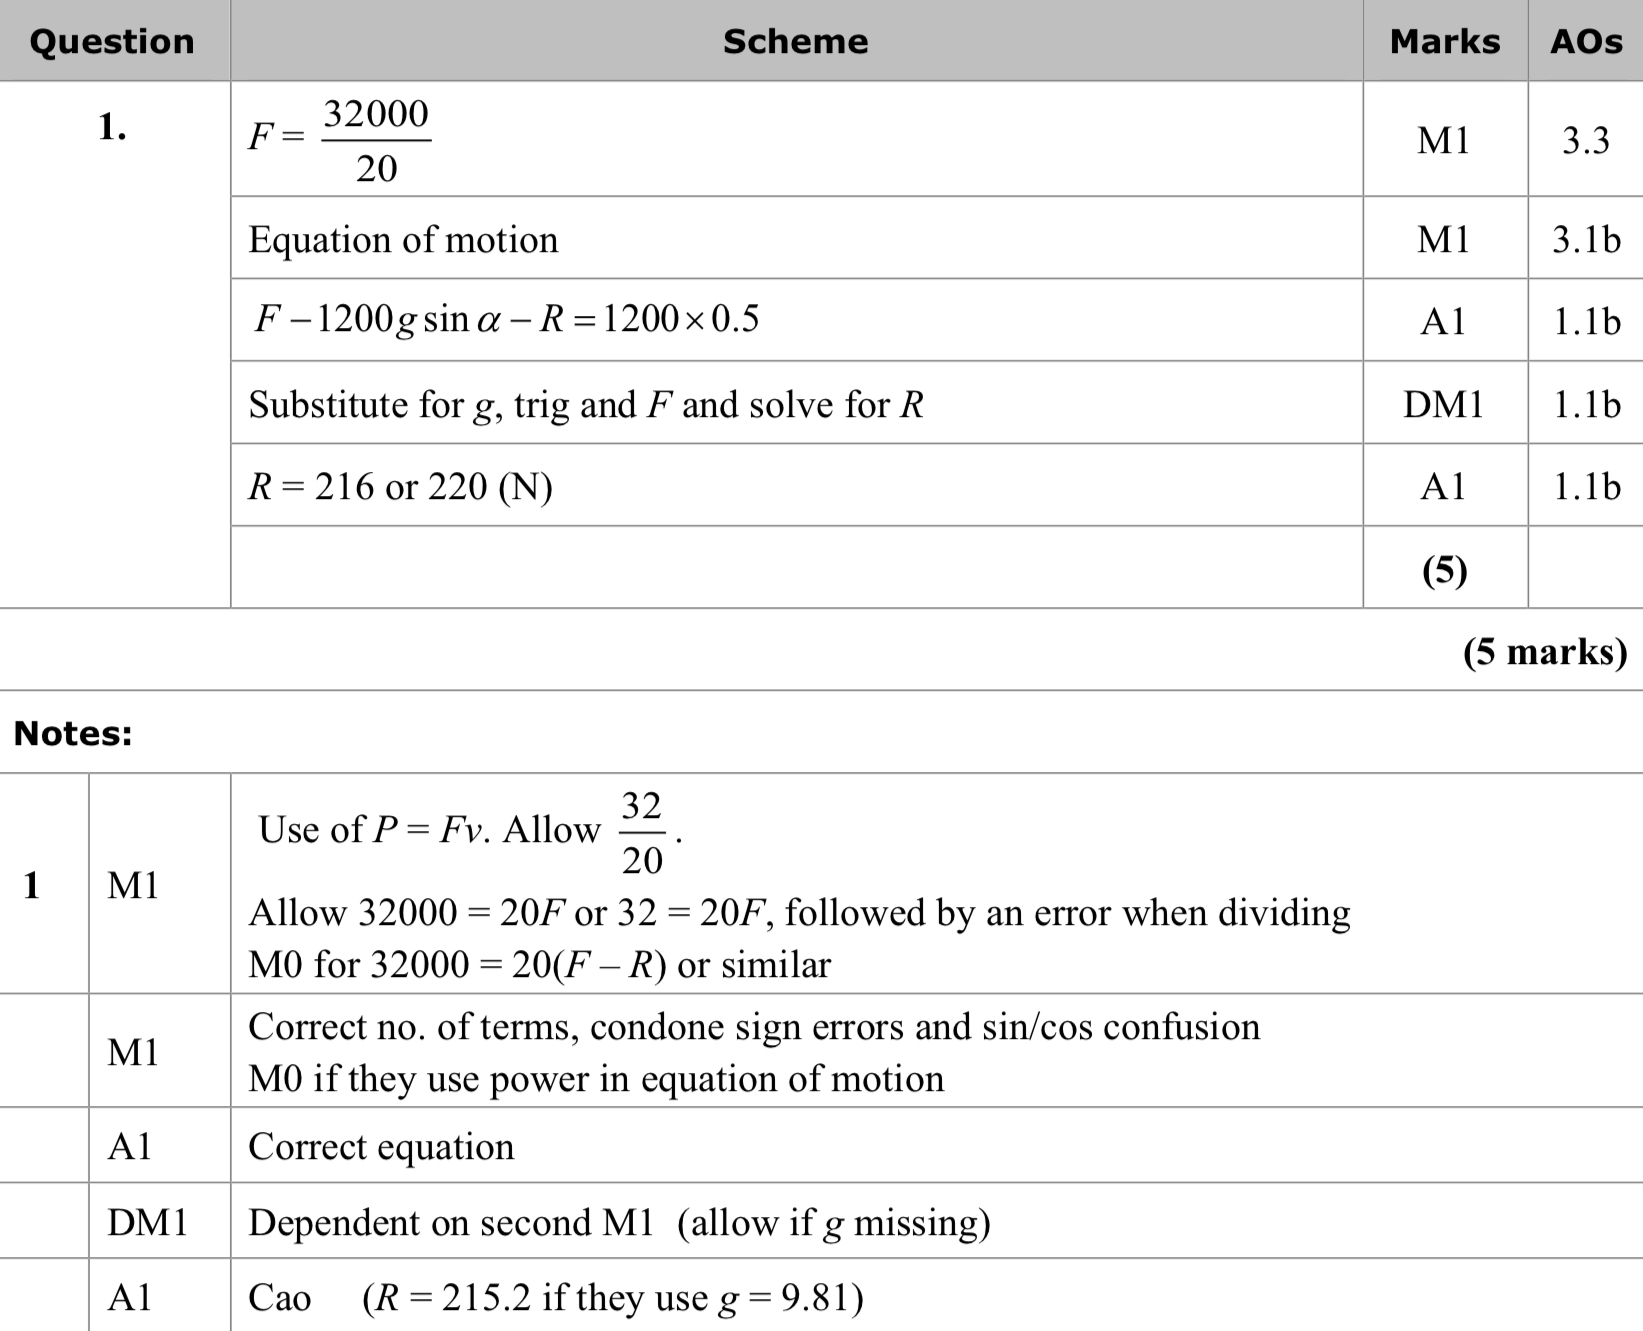 Question Scheme Marks AOs
1. F = 32000/20 M1 3.3
Equation of motion M1 3.1b
F − 1200g sin α − R = 1200 × 0.5 A1 1.1b
Substitute for g, trig and F and solve for R DM1 1.1b
R = 216 or 220 (N) A1 1.1b
(5)
(5 marks)
Notes:
1 M1 Use of P = Fv. Allow 32/20.
Allow 32000 = 20F or 32 = 20F, followed by an error when dividing
M0 for 32000 = 20(F – R) or similar
M1 Correct no. of terms, condone sign errors and sin/cos confusion
M0 if they use power in equation of motion
A1 Correct equation
DM1 Dependent on second M1 (allow if g missing)
A1 Cao (R = 215.2 if they use g = 9.81)